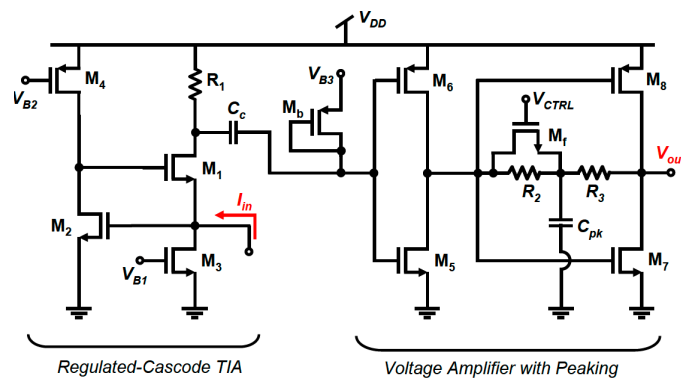 VDD
M4
R1
VB3
M6
M8
VB2
Cc
Mb
VCTRL
Mf
M1
Vou
R2
R3
Iin
M2
Cpk
VB1
M3
M5
M7
Regulated-Cascode TIA
Voltage Amplifier with Peaking